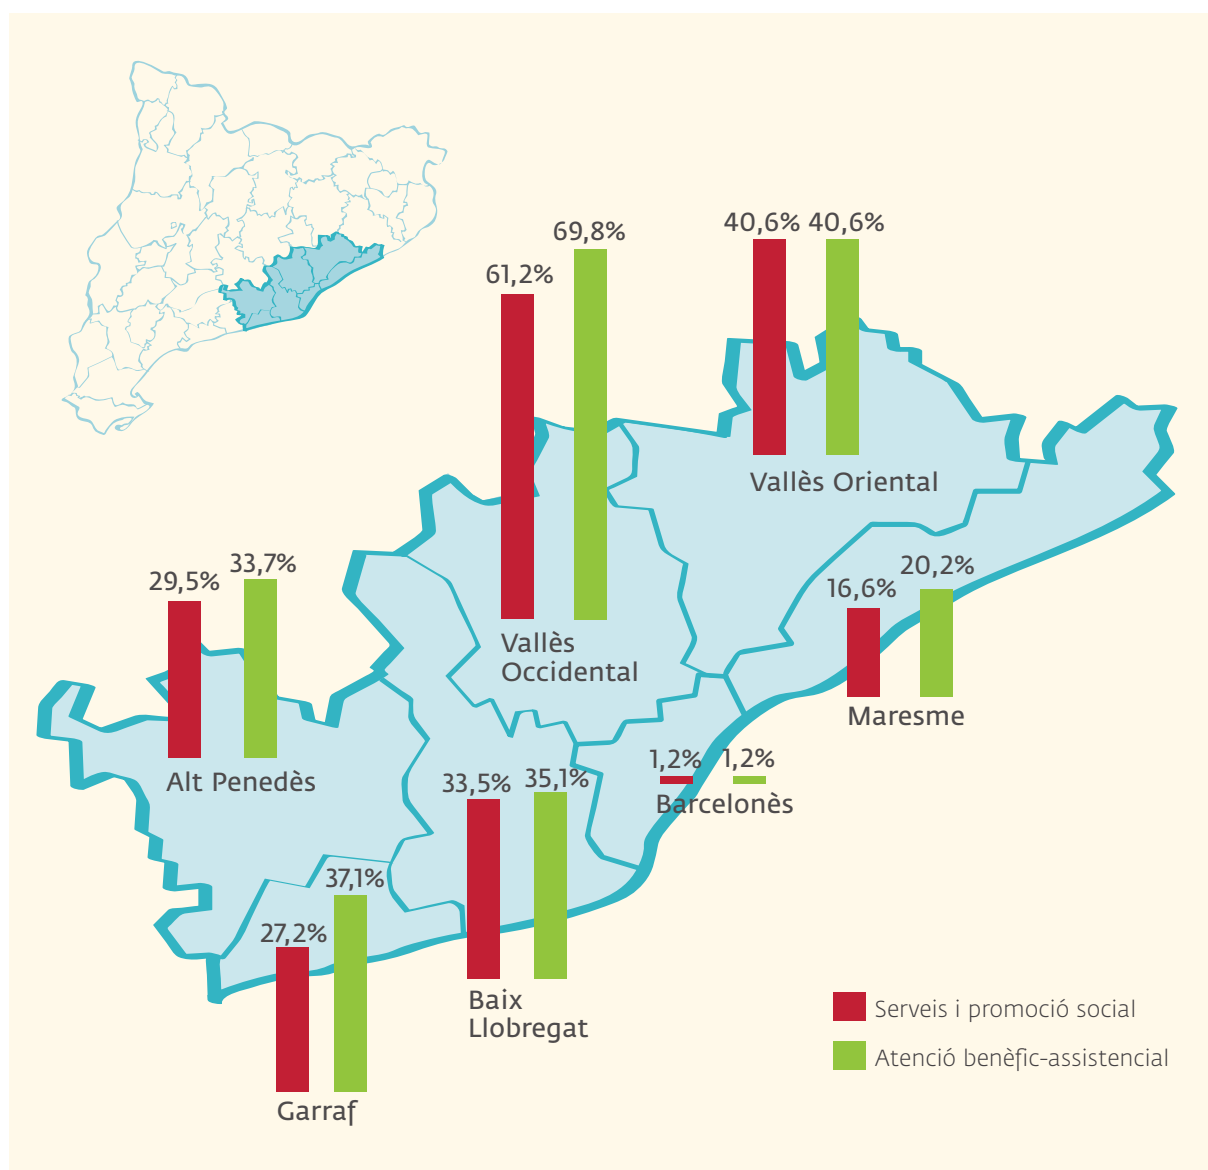 69,8%
61,2%
40,6% 40,6%
Vallès Oriental
29,5%
33,7%
Vallès
Occidental
16,6%
20,2%
Maresme
Alt Penedès
1,2% 1,2%
Barcelonès
33,5% 35,1%
Baix
Llobregat
27,2%
37,1%
Garraf
Serveis i promoció social
Atenció benèfic-assistencial